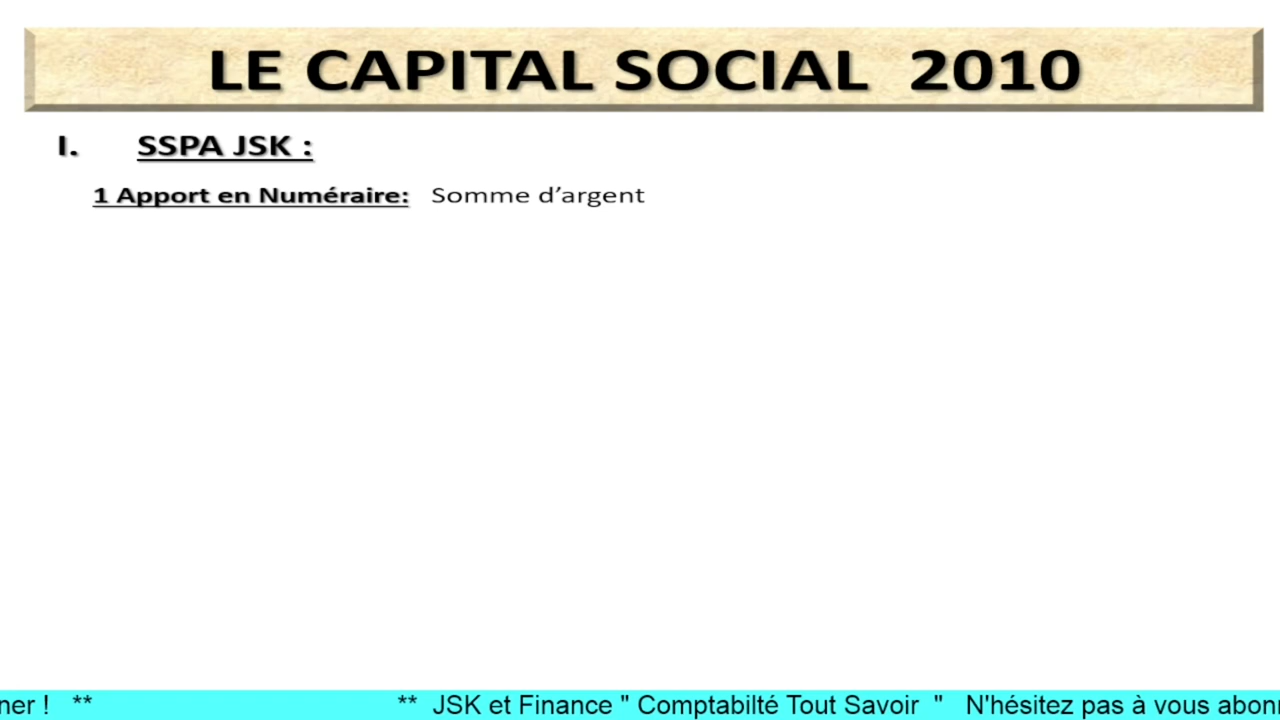 LE CAPITAL SOCIAL 2010
I. SSPA JSK :
1 Apport en Numéraire: Somme d’argent
ner ! ** ** JSK et Finance " Comptabilté Tout Savoir " N'hésitez pas à vous abon